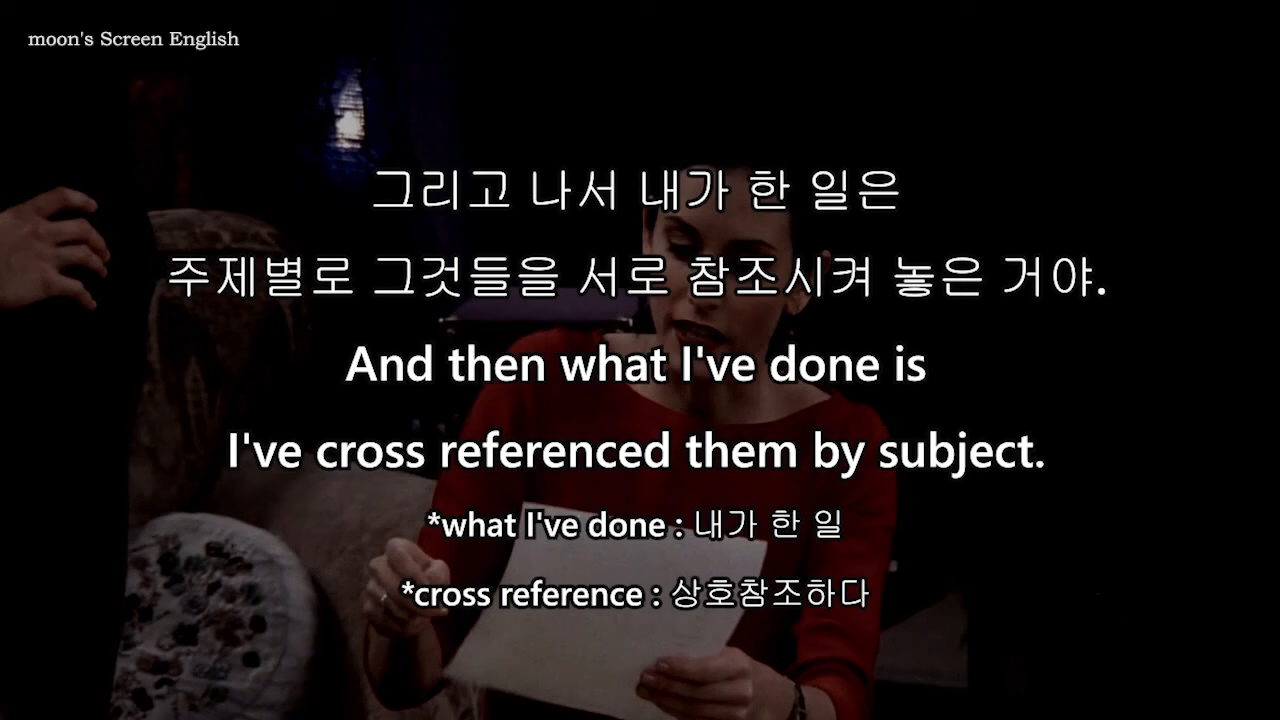 moon's Screen English
그리고 나서 내가 한 일은
주제별로 그것들을 서로 참조시켜 놓은 거야.
And then what I've done is
I've cross referenced them by subject.
*what I've done : 내가 한 일
*cross reference : 상호참조하다